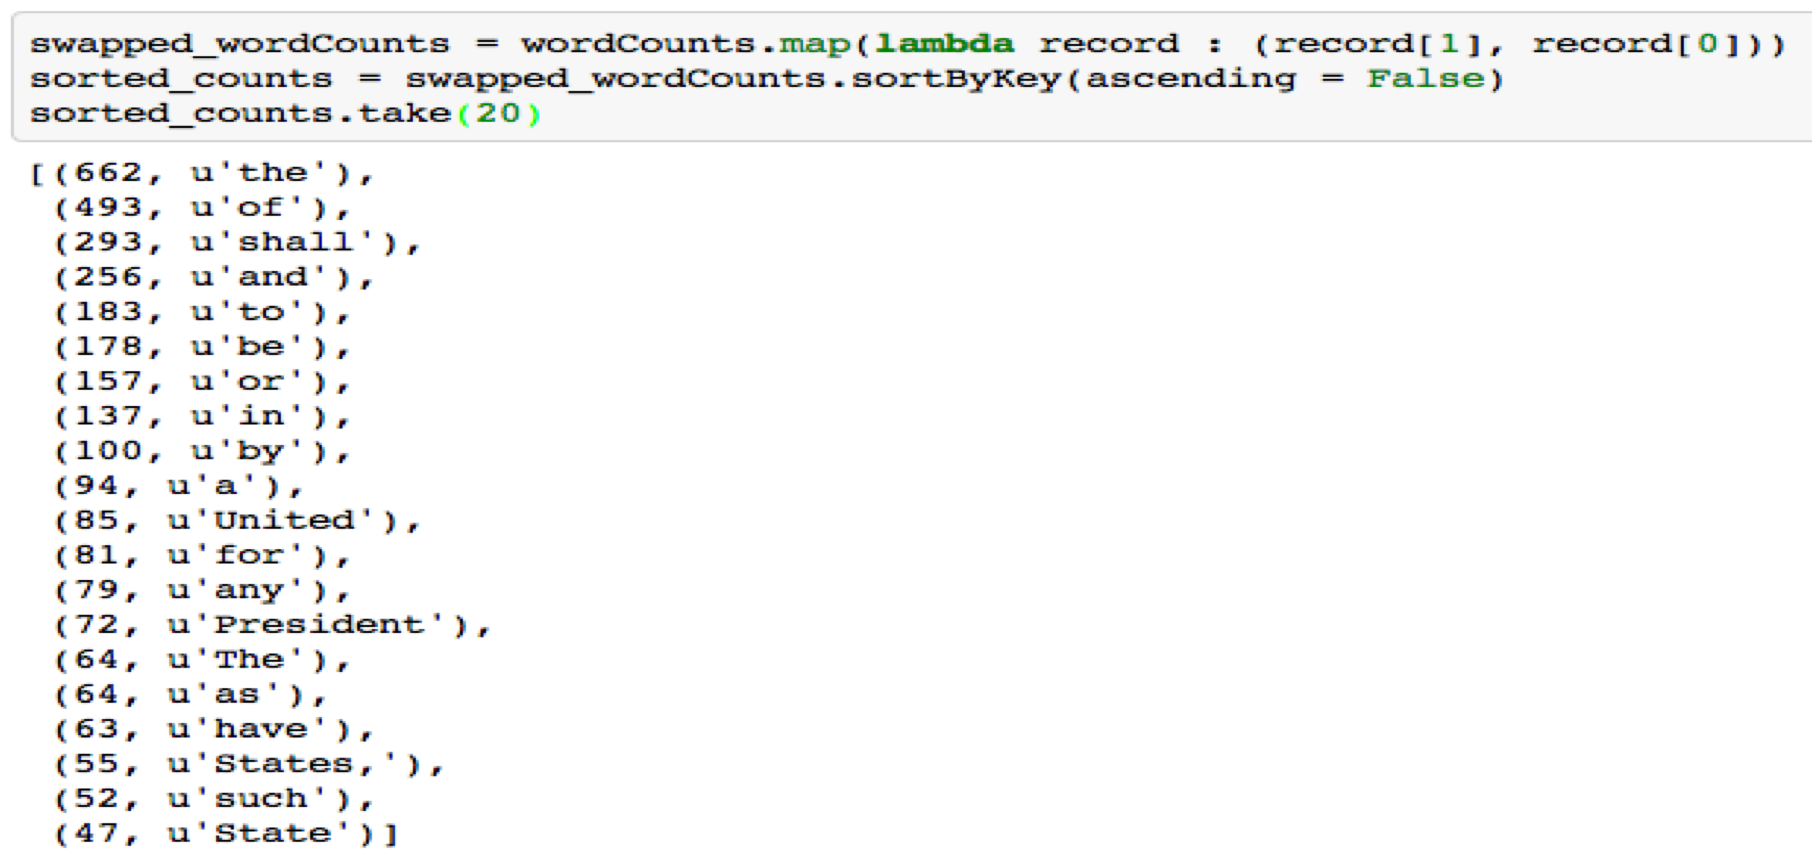 swapped_wordCounts = wordCounts.map(lambda record : (record[1], record[0]))
sorted_counts = swapped_wordCounts.sortByKey(ascending = False)
sorted_counts.take(20)
[(662, u'the'),
(493, u'of'),
(293, u'shall'),
(256, u'and'),
(183, u'to'),
(178, u'be'),
(157, u'or'),
(137, u'in'),
(100, u'by'),
(94, u'a'),
(85, u'United'),
(81, u'for'),
(79, u'any'),
(72, u'President'),
(64, u'The'),
(64, u'as'),
(63, u'have'),
(55, u'States,'),
(52, u'such'),
(47, u'State')]